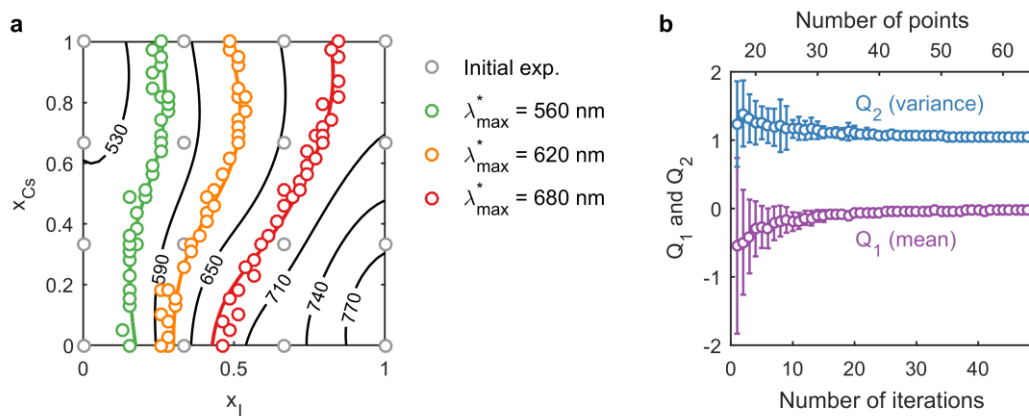 a
1
0.8
0.6
0.4
0.2
0
x_Cs
0
0.5
1
x_I
530
590
650
710
740
770
Initial exp.
λ*max = 560 nm
λ*max = 620 nm
λ*max = 680 nm
b
Number of points
20 30 40 50 60
2
1
0
-1
-2
Q₁ and Q₂
Q₂ (variance)
Q₁ (mean)
0 10 20 30 40
Number of iterations